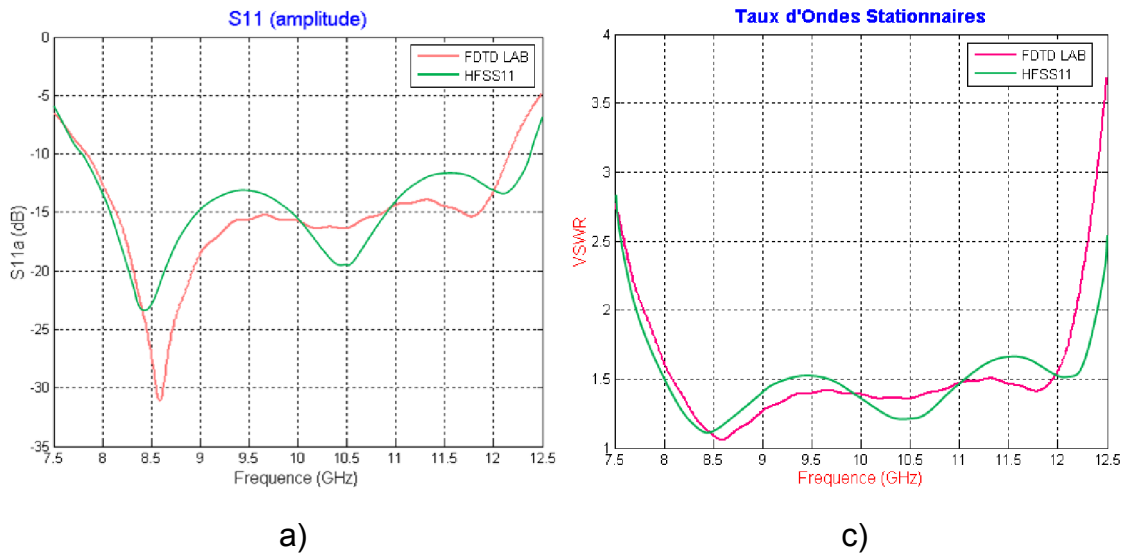 S11 (amplitude)
0
-5
-10
-15
-20
-25
-30
-35
S11a (dB)
FDTD LAB
HFSS11
7.5 8 8.5 9 9.5 10 10.5 11 11.5 12 12.5
Frequence (GHz)
a)
Taux d'Ondes Stationnaires
4
3.5
3
2.5
2
1.5
1
VSWR
FDTD LAB
HFSS11
7.5 8 8.5 9 9.5 10 10.5 11 11.5 12 12.5
Frequence (GHz)
c)